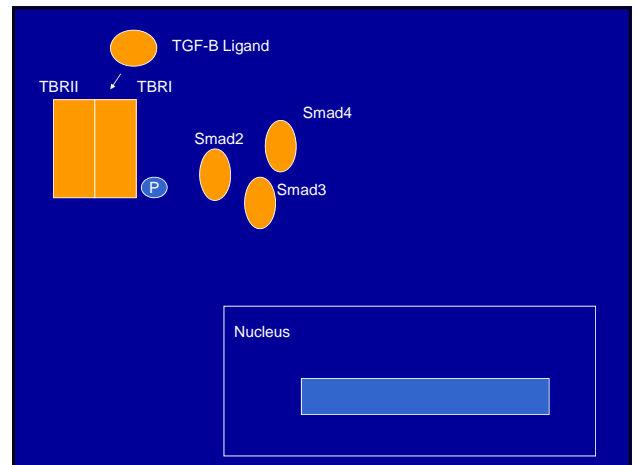 TGF-B Ligand
TBRII
TBRI
Smad4
Smad2
P
Smad3
Nucleus